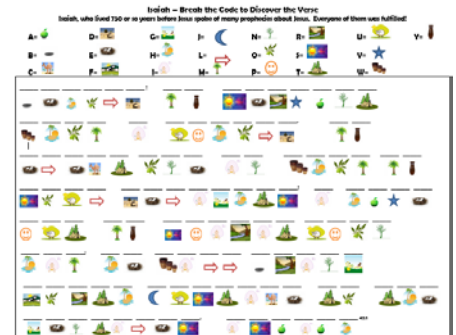 Isaiah – Break the Code to Discover the Verse
Isaiah, who lived 750 or so years before Jesus spoke of many prophecies about Jesus. Everyone of them was fulfilled!
A= D= G= J= N= R= U= Y=
B= E= H= L= O= S= V=
C= F= I= M= P= T= W=